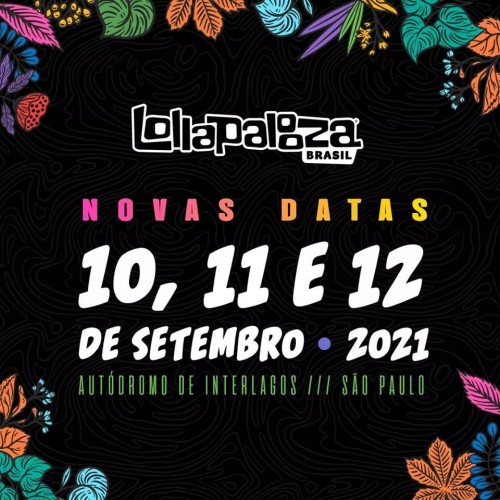 Lollapalooza
BRASIL
NOVAS DATAS
10, 11 E 12
DE SETEMBRO • 2021
AUTÓDROMO DE INTERLAGOS /// SÃO PAULO